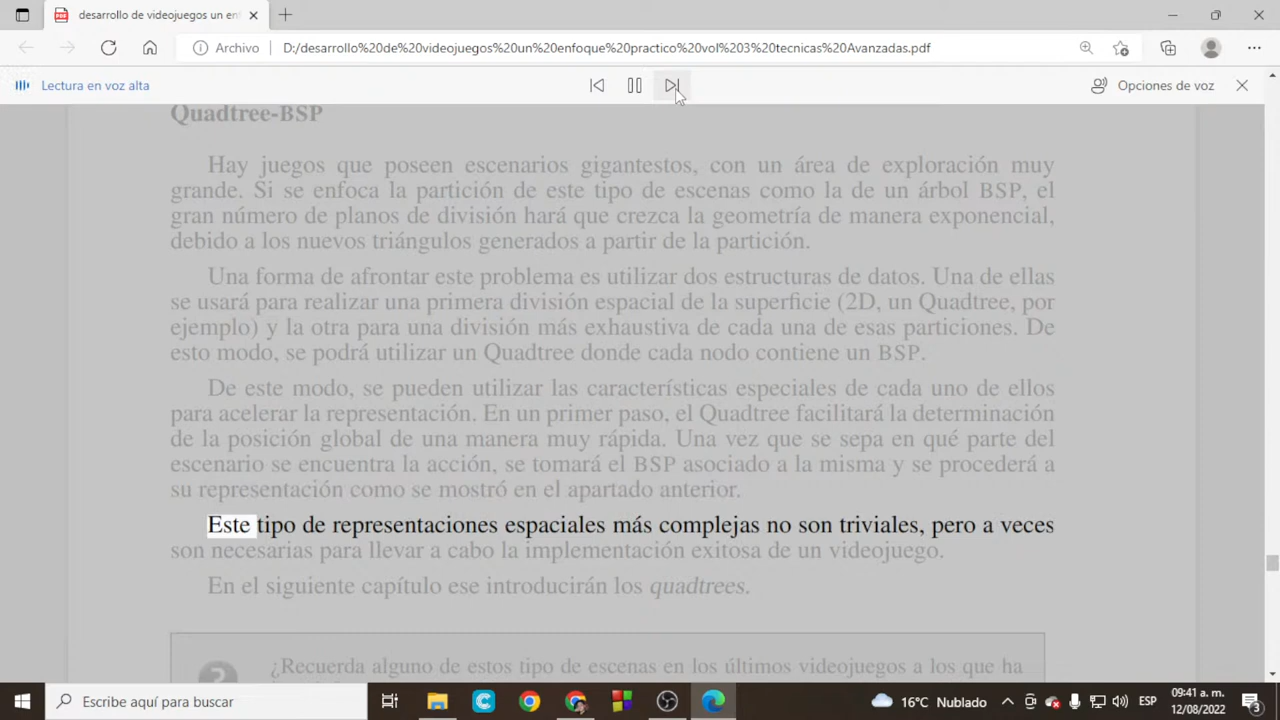 desarrollo de videojuegos un en
Archivo
D:/desarrollo%20de%20videojuegos%20un%20enfoque%20practico%20vol%203%20tecnicas%20Avanzadas.pdf
Lectura en voz alta
Opciones de voz
Quadtree-BSP
Hay juegos que poseen escenarios gigantestos, con un área de exploración muy
grande. Si se enfoca la partición de este tipo de escenas como la de un árbol BSP, el
gran número de planos de división hará que crezca la geometría de manera exponencial,
debido a los nuevos triángulos generados a partir de la partición.
Una forma de afrontar este problema es utilizar dos estructuras de datos. Una de ellas
se usará para realizar una primera división espacial de la superficie (2D, un Quadtree, por
ejemplo) y la otra para una división más exhaustiva de cada una de esas particiones. De
esto modo, se podrá utilizar un Quadtree donde cada nodo contiene un BSP.
De este modo, se pueden utilizar las características especiales de cada uno de ellos
para acelerar la representación. En un primer paso, el Quadtree facilitará la determinación
de la posición global de una manera muy rápida. Una vez que se sepa en qué parte del
escenario se encuentra la acción, se tomará el BSP asociado a la misma y se procederá a
su representación como se mostró en el apartado anterior.
Este tipo de representaciones espaciales más complejas no son triviales, pero a veces
son necesarias para llevar a cabo la implementación exitosa de un videojuego.
En el siguiente capítulo ese introducirán los quadtrees.
¿Recuerda alguno de estos tipo de escenas en los últimos videojuegos a los que ha
Escribe aquí para buscar
16°C Nublado
ESP
09:41 a. m.
12/08/2022
3